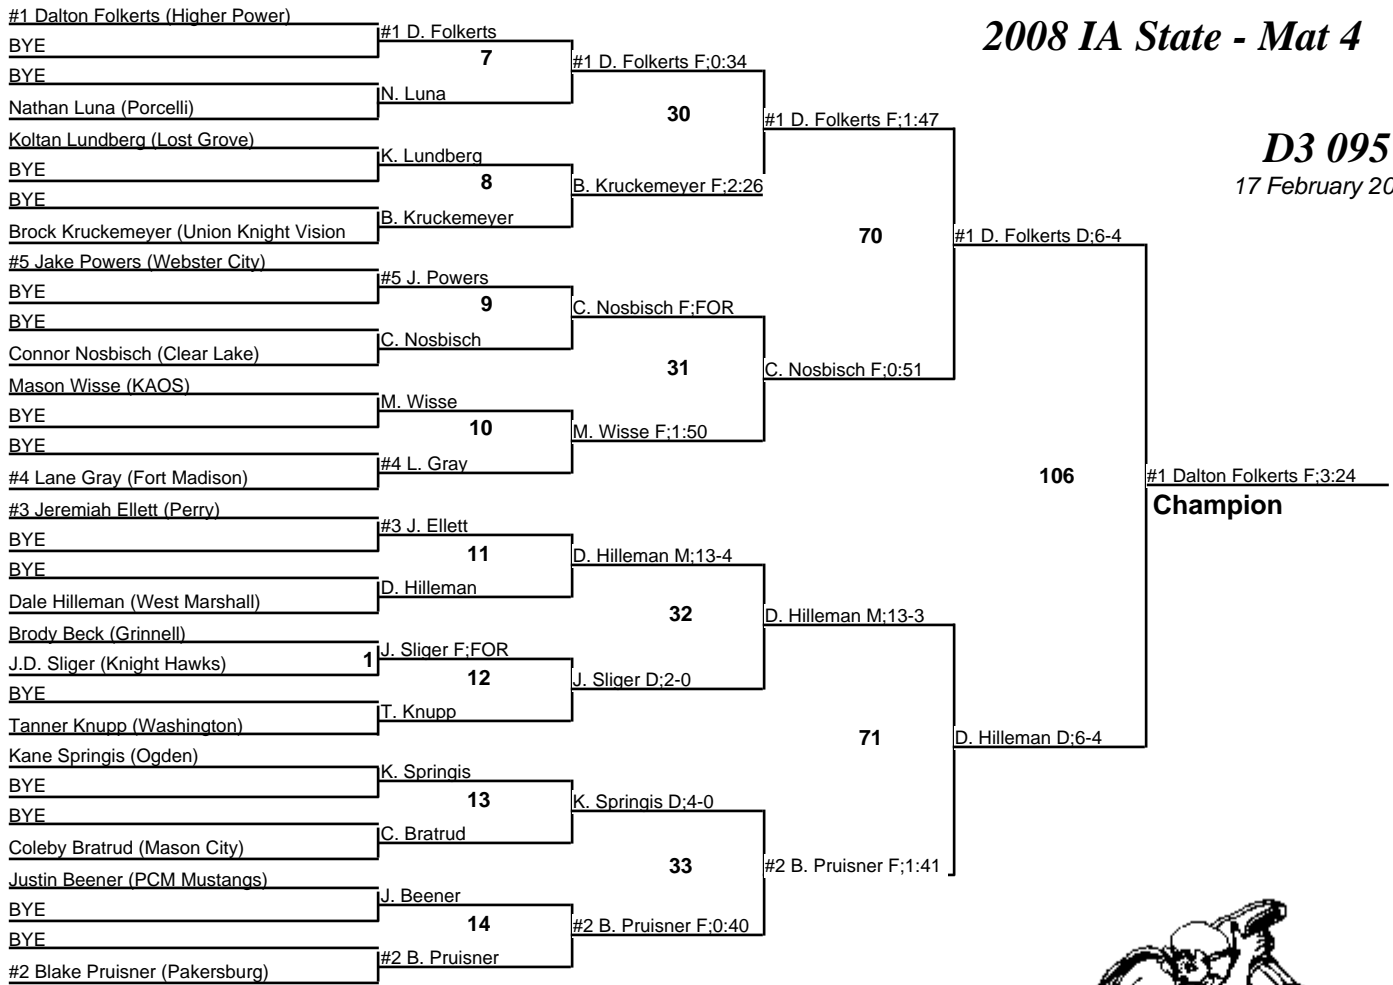 2008 IA State - Mat 4
D3 095
17 February 20
#1 Dalton Folkerts (Higher Power)
BYE
BYE
Nathan Luna (Porcelli)
Koltan Lundberg (Lost Grove)
BYE
BYE
Brock Kruckemeyer (Union Knight Vision
#5 Jake Powers (Webster City)
BYE
BYE
Connor Nosbisch (Clear Lake)
Mason Wisse (KAOS)
BYE
BYE
#4 Lane Gray (Fort Madison)
#3 Jeremiah Ellett (Perry)
BYE
BYE
Dale Hilleman (West Marshall)
Brody Beck (Grinnell)
J.D. Sliger (Knight Hawks)
1
BYE
Tanner Knupp (Washington)
Kane Springis (Ogden)
BYE
BYE
Coleby Bratrud (Mason City)
Justin Beener (PCM Mustangs)
BYE
BYE
#2 Blake Pruisner (Pakersburg)
#1 D. Folkerts
7
N. Luna
K. Lundberg
8
B. Kruckemeyer
#5 J. Powers
9
C. Nosbisch
M. Wisse
10
#4 L. Gray
#3 J. Ellett
11
D. Hilleman
J. Sliger F;FOR
12
T. Knupp
K. Springis
13
C. Bratrud
J. Beener
14
#2 B. Pruisner
#1 D. Folkerts F;0:34
30
B. Kruckemeyer F;2:26
C. Nosbisch F;FOR
31
M. Wisse F;1:50
D. Hilleman M;13-4
32
J. Sliger D;2-0
K. Springis D;4-0
33
#2 B. Pruisner F;0:40
#1 D. Folkerts F;1:47
70
C. Nosbisch F;0:51
D. Hilleman M;13-3
71
#2 B. Pruisner F;1:41
#1 D. Folkerts D;6-4
106
D. Hilleman D;6-4
#1 Dalton Folkerts F;3:24
Champion